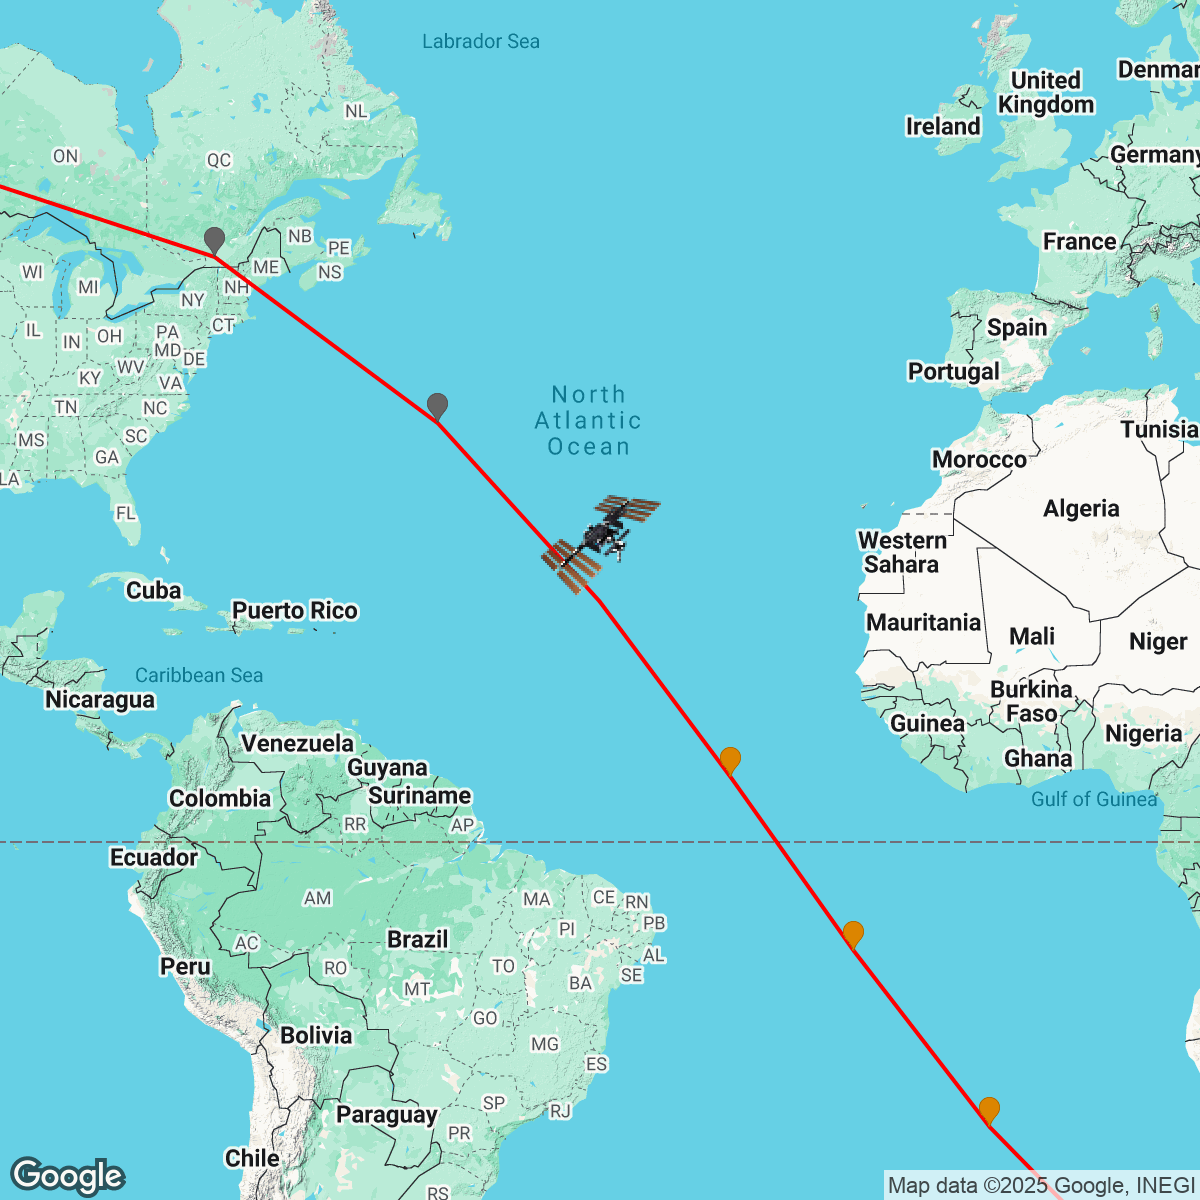 Labrador Sea
United
Kingdom
Denmar
Ireland
Germany
NL
ON
QC
NB
PE
ME
NS
France
WI
MI
NH
NY
IL
IN
OH
PA
CT
MD
DE
WV
KY
VA
TN
NC
MS
SC
GA
LA
FL
North
Atlantic
Ocean
Spain
Portugal
Tunisia
Morocco
Algeria
Western
Sahara
Mauritania
Mali
Niger
Burkina
Faso
Guinea
Nigeria
Ghana
Gulf of Guinea
Cuba
Puerto Rico
Caribbean Sea
Nicaragua
Venezuela
Guyana
Colombia
Suriname
RR
AP
Ecuador
AM
MA
CE
RN
PI
PB
Brazil
AL
AC
TO
Peru
RO
SE
MT
BA
GO
Bolivia
MG
ES
SP
RJ
Paraguay
PR
Chile
RS
Google
Map data ©2025 Google, INEGI